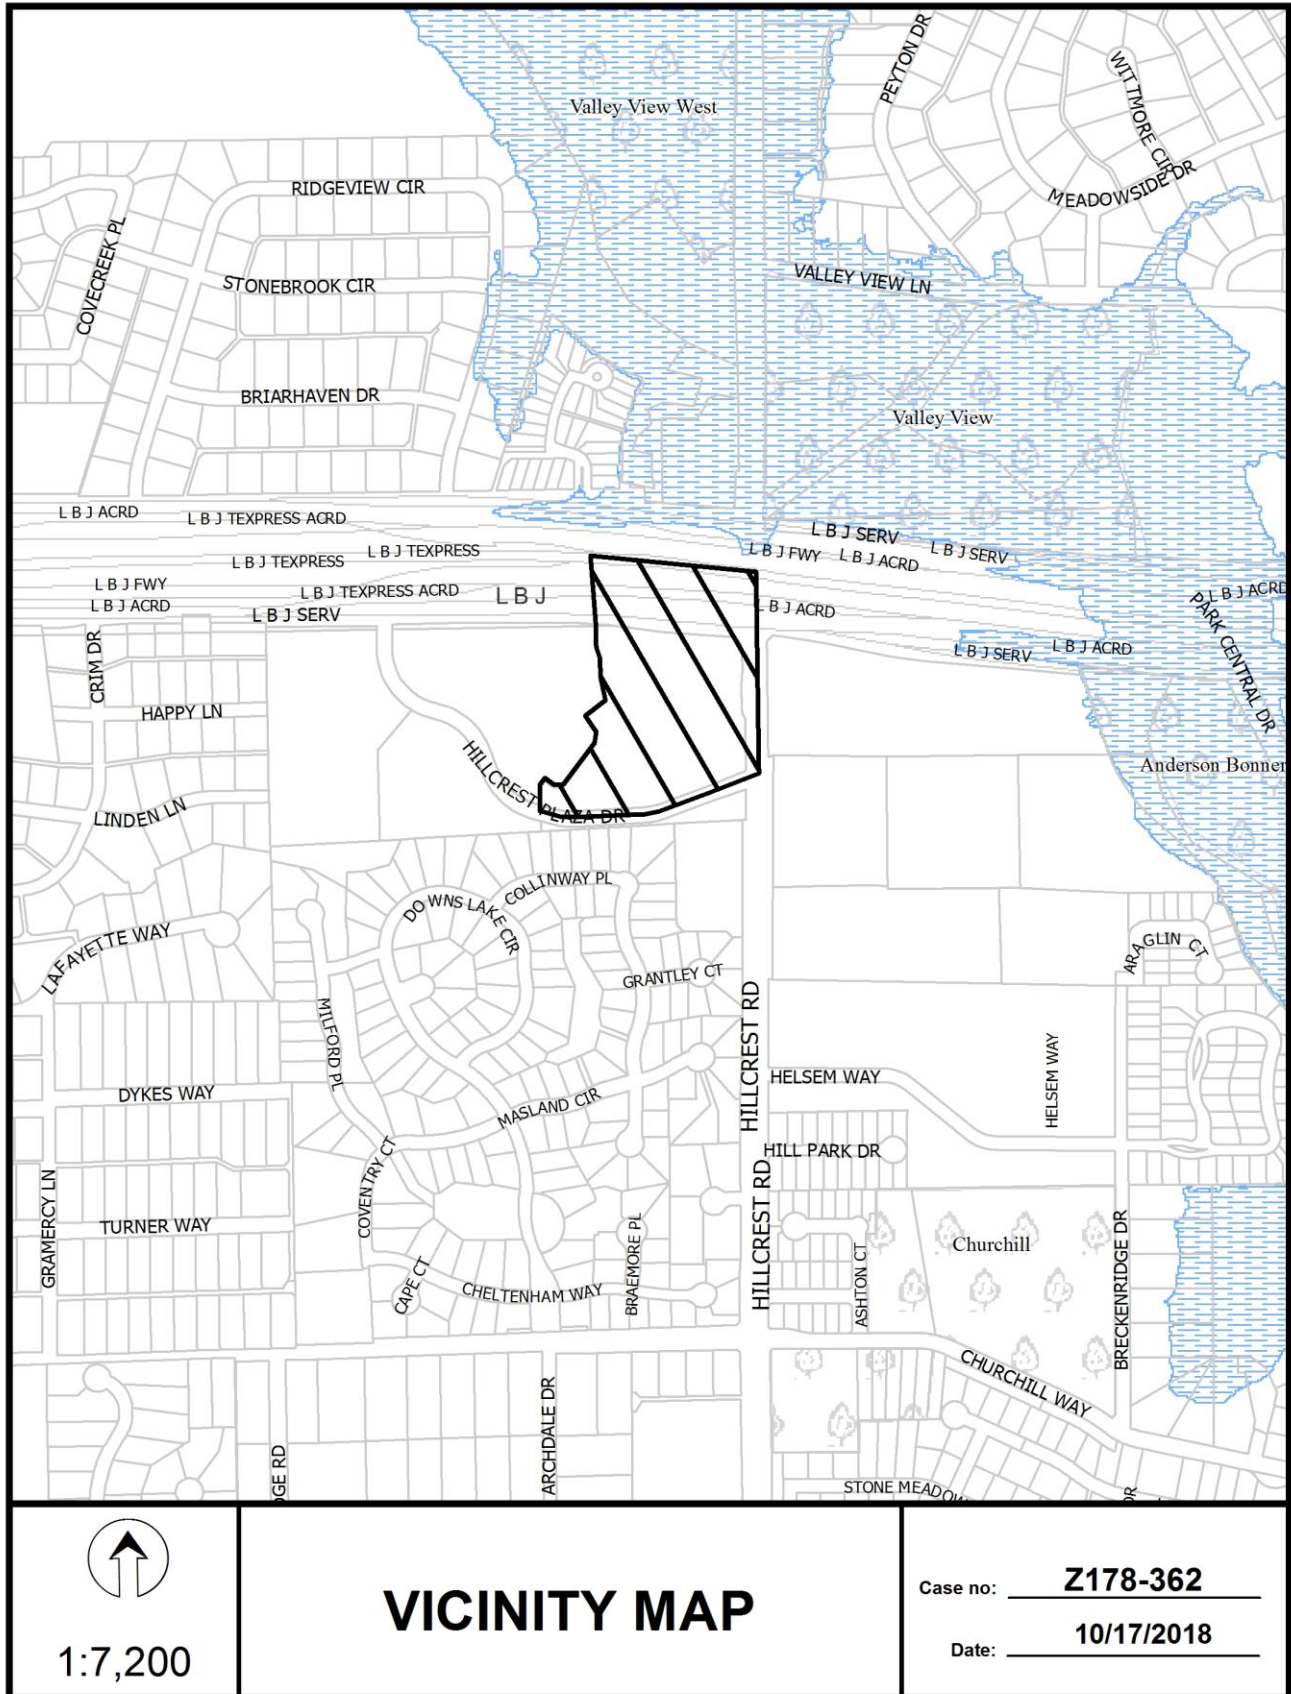 PEYTON DR
WITTMORE CIR
Valley View West
MEADOWSIDE DR
RIDGEVIEW CIR
COVECREEK PL
STONEBROOK CIR
VALLEY VIEW LN
BRIARHAVEN DR
Valley View
L B J ACRD
L B J TEXPRESS ACRD
L B J SERV
L B J SERV
L B J TEXPRESS
L B J TEXPRESS
L B J FWY
L B J ACRD
L B J FWY
L B J TEXPRESS ACRD
L B J
L B J ACRD
L B J ACRD
L B J SERV
L B J ACRD
L B J SERV
L B J ACRD
PARK CENTRAL DR
CRIM DR
HAPPY LN
HILLCREST PLAZA DR
Anderson Bonner
LINDEN LN
COLLINWAY PL
DOWNS LAKE CIR
LAFAYETTE WAY
ARAGLIN CT
GRANTLEY CT
MILFORD PL
HILLCREST RD
HELSEM WAY
HELSEM WAY
DYKES WAY
MASLAND CIR
COVENTRY CT
HILL PARK DR
GRAMERCY LN
TURNER WAY
HILLCREST RD
Churchill
CAPE CT
CHELTENHAM WAY
BRAEMORE PL
ASHTON CT
BRECKENRIDGE DR
CHURCHILL WAY
ARCHDALE DR
DGE RD
STONE MEADOW
DR
1:7,200
VICINITY MAP
Case no: Z178-362
Date: 10/17/2018